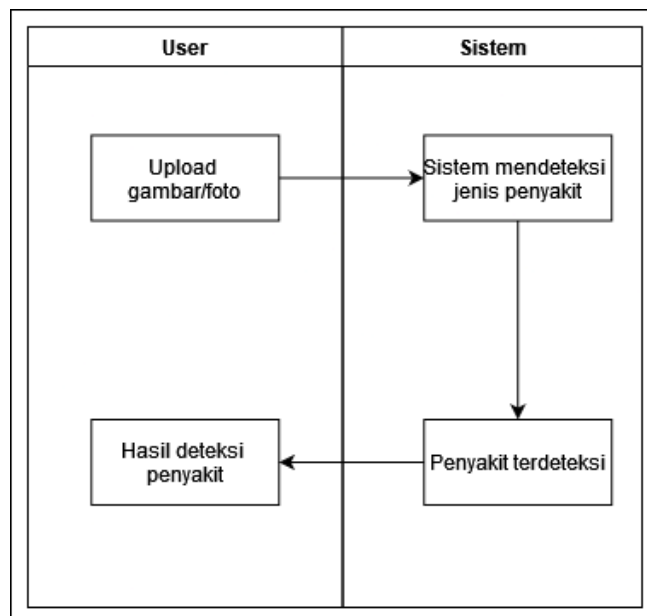 User
Sistem
Upload
gambar/foto
Sistem mendeteksi
jenis penyakit
Hasil deteksi
penyakit
Penyakit terdeteksi